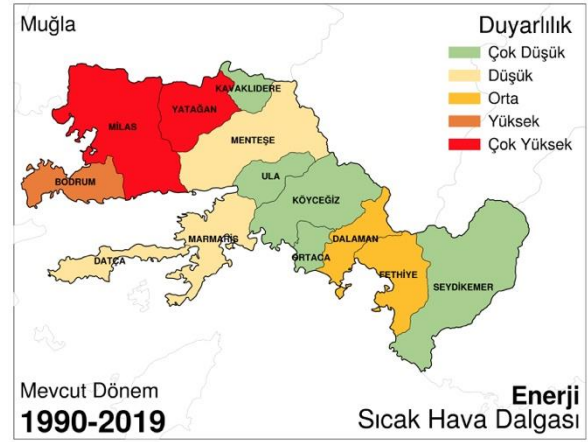 Muğla
Duyarlılık
Çok Düşük
Düşük
Orta
Yüksek
Çok Yüksek
KAVAKLIDERE
YATAĞAN
MİLAS
MENTEŞE
ULA
BODRUM
KÖYCEĞİZ
MARMARİS
DALAMAN
DATÇA
ORTACA
FETHİYE
SEYDİKEMER
Mevcut Dönem
1990-2019
Enerji
Sıcak Hava Dalgası